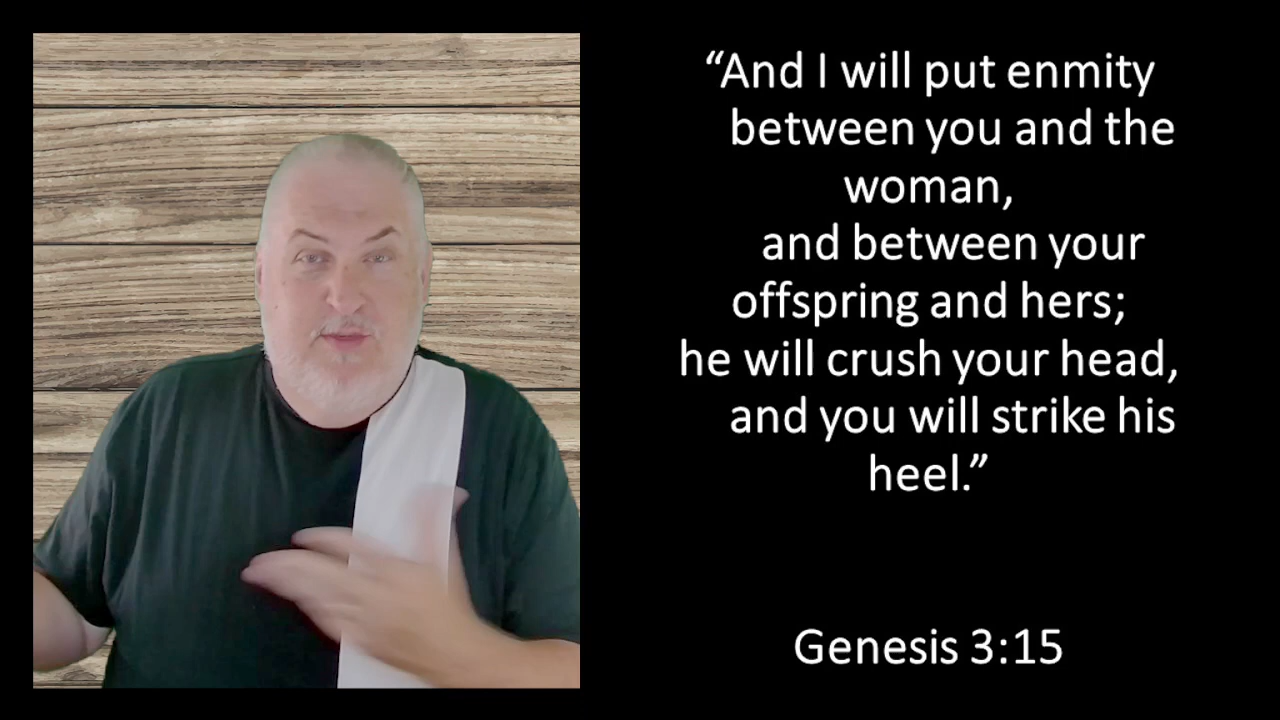 “And I will put enmity
between you and the
woman,
and between your
offspring and hers;
he will crush your head,
and you will strike his
heel.”
Genesis 3:15